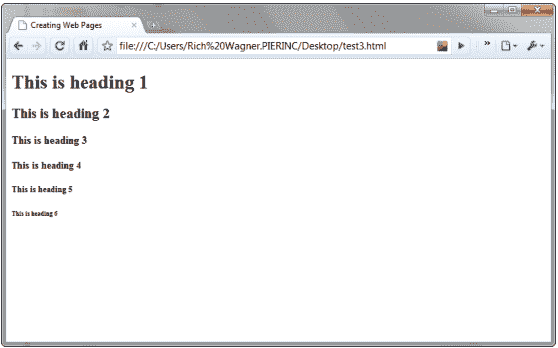 Creating Web Pages
file:///C:/Users/Rich%20Wagner.PIERINC/Desktop/test3.html
This is heading 1
This is heading 2
This is heading 3
This is heading 4
This is heading 5
This is heading 6